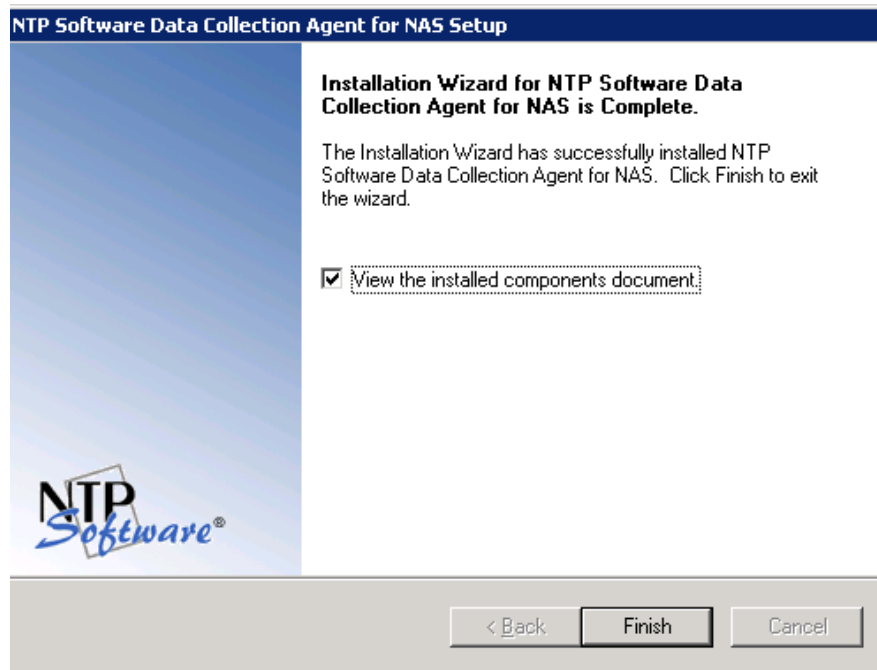 NTP Software Data Collection Agent for NAS Setup
Installation Wizard for NTP Software Data
Collection Agent for NAS is Complete.
The Installation Wizard has successfully installed NTP
Software Data Collection Agent for NAS.  Click Finish to exit
the wizard.
View the installed components document.
NTP
Software®
< Back
Finish
Cancel